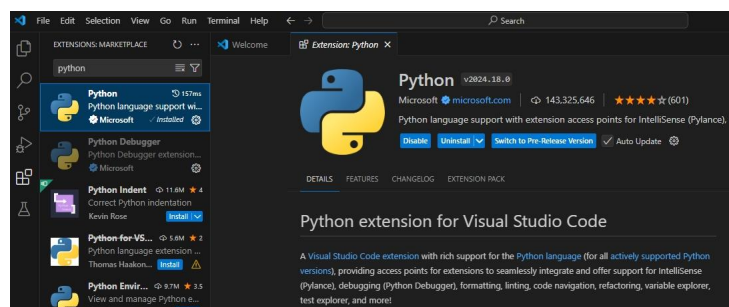 File Edit Selection View Go Run Terminal Help
Search
EXTENSIONS: MARKETPLACE
python
Python 157ms
Python language support wi...
Microsoft Installed
Python Debugger
Python Debugger extension...
Microsoft
Python Indent 11.6M 4
Correct Python indentation
Kevin Rose Install
Python for VS... 5.6M 2
Python language extension ...
Thomas Haakon... Install
Python Envir... 9.7M 3.5
View and manage Python e...
Welcome
Extension: Python
Python v2024.18.0
Microsoft microsoft.com 143,325,646 (601)
Python language support with extension access points for IntelliSense (Pylance),
Disable Uninstall Switch to Pre-Release Version Auto Update
DETAILS FEATURES CHANGELOG EXTENSION PACK
Python extension for Visual Studio Code
A Visual Studio Code extension with rich support for the Python language (for all actively supported Python
versions), providing access points for extensions to seamlessly integrate and offer support for IntelliSense
(Pylance), debugging (Python Debugger), formatting, linting, code navigation, refactoring, variable explorer,
test explorer, and more!